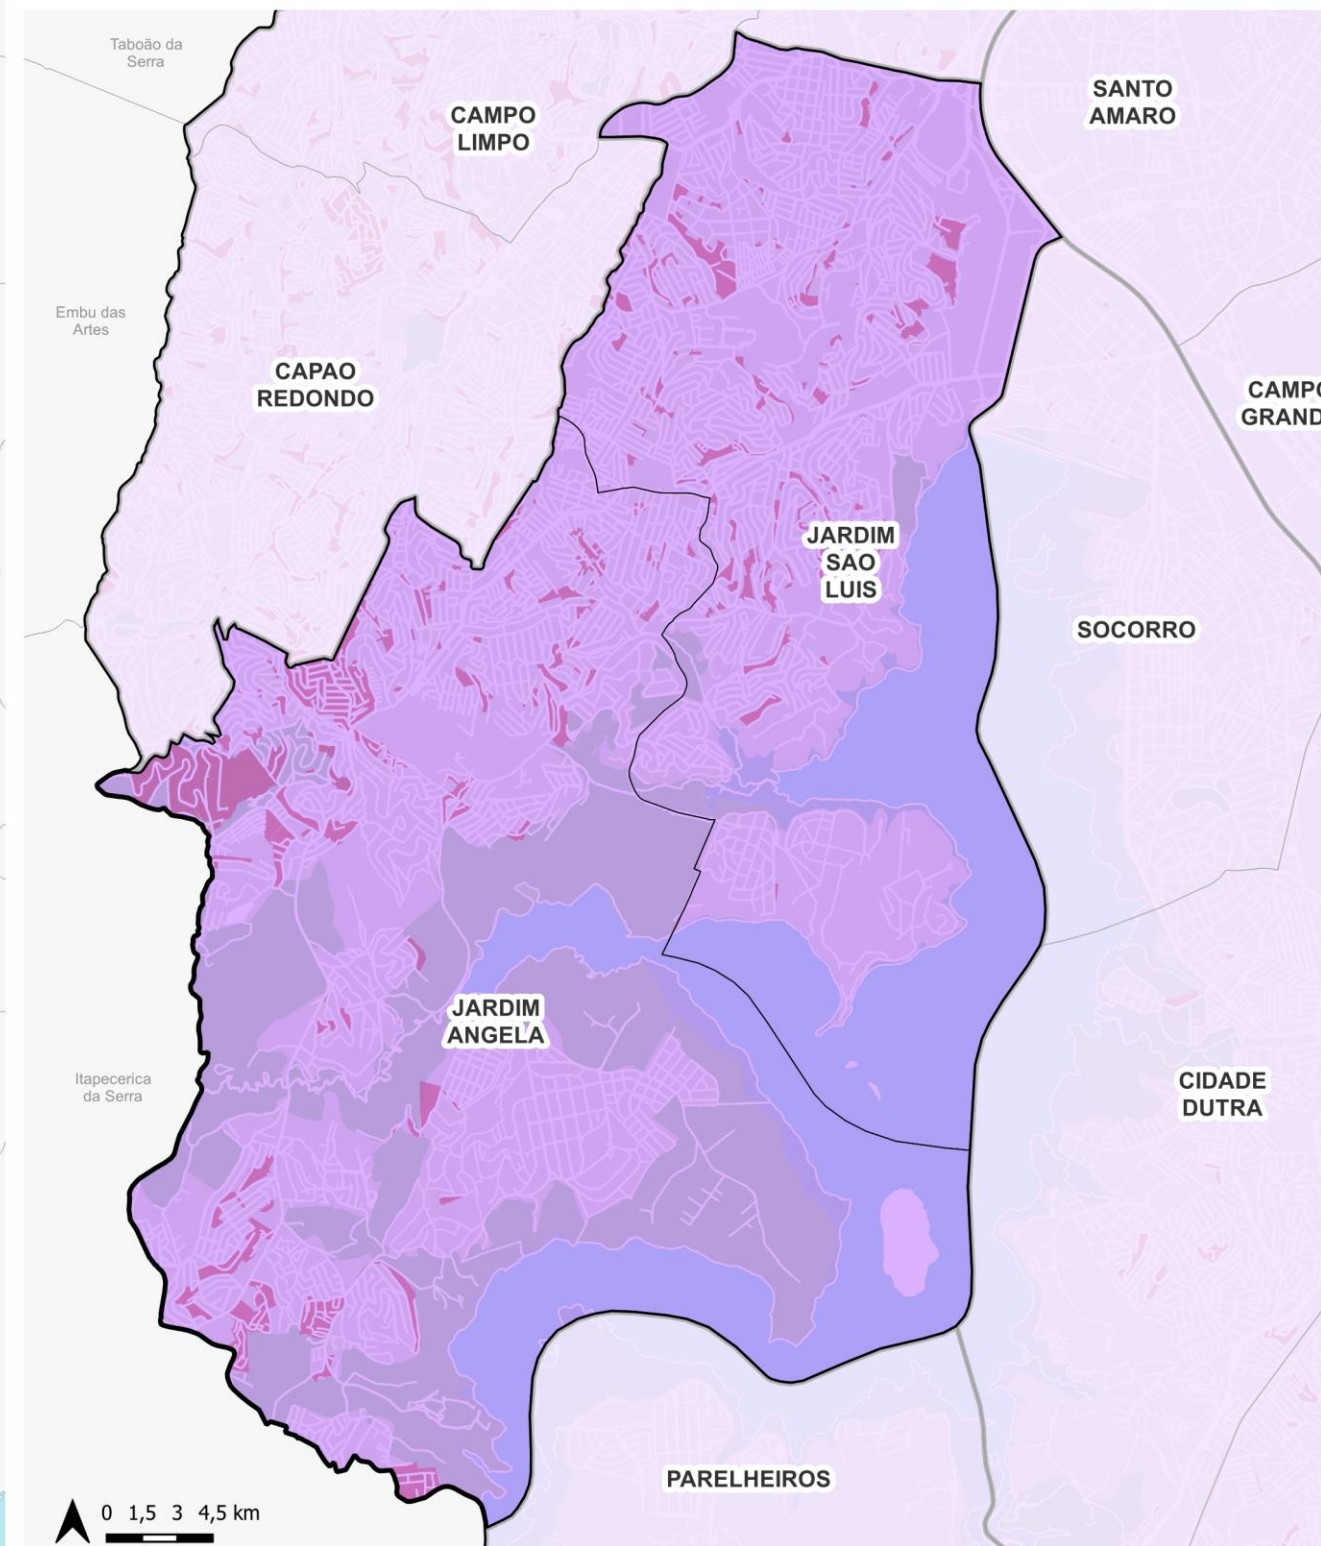 Taboão da
Serra
CAMPO
LIMPO
SANTO
AMARO
Embu das
Artes
CAPAO
REDONDO
CAMPO
GRAND
JARDIM
SAO
LUIS
SOCORRO
JARDIM
ANGELA
Itapecerica
da Serra
CIDADE
DUTRA
PARELHEIROS
0 1,5 3 4,5 km